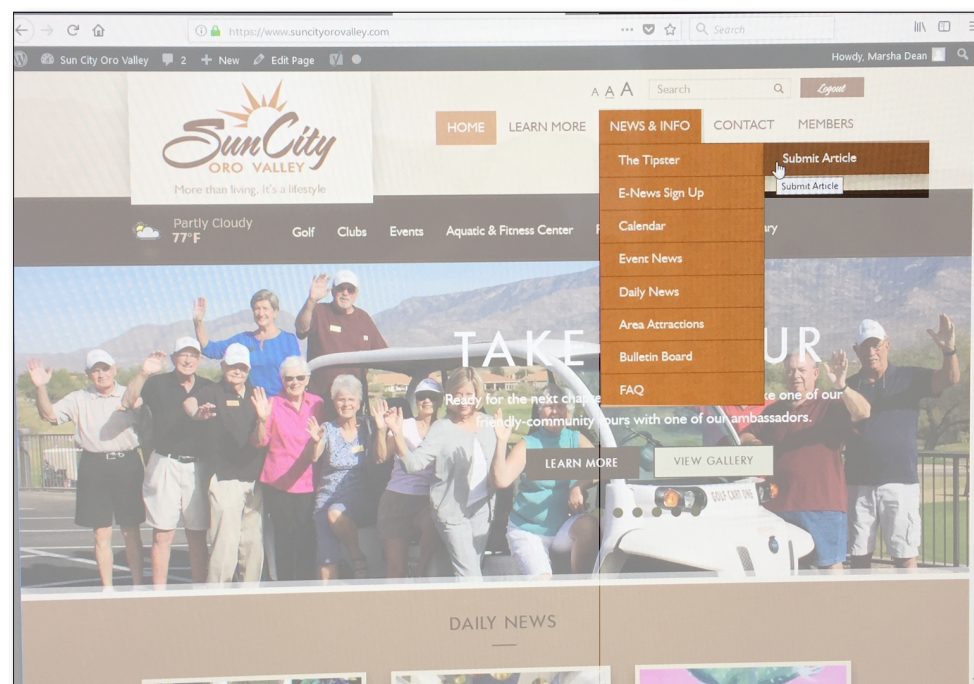 https://www.suncityorovalley.com
Search
Sun City Oro Valley 2 + New Edit Page
Howdy, Marsha Dean
A A A Search Logout
SunCity
ORO VALLEY
More than living, it's a lifestyle
HOME LEARN MORE NEWS & INFO CONTACT MEMBERS
The Tipster
Submit Article
Submit Article
E-News Sign Up
Calendar
Event News
Daily News
Area Attractions
Bulletin Board
FAQ
Partly Cloudy
77°F
Golf Clubs Events Aquatic & Fitness Center
TAKE UR
Ready for the next chapte ke one of our
friendly-community tours with one of our ambassadors.
LEARN MORE VIEW GALLERY
GOLF CART ONE
DAILY NEWS